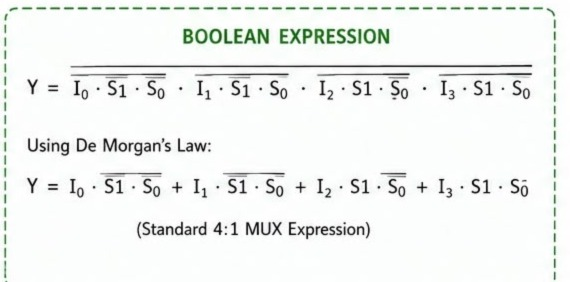 BOOLEAN EXPRESSION
Y = I₀ · S̅1̅ · S̅₀ · I₁ · S̅1̅ · S₀ · I₂ · S1 · S̅₀ · I₃ · S1 · S₀
Using De Morgan's Law:
Y = I₀ · S̅1̅ · S̅₀ + I₁ · S̅1̅ · S₀ + I₂ · S1 · S̅₀ + I₃ · S1 · S₀
(Standard 4:1 MUX Expression)